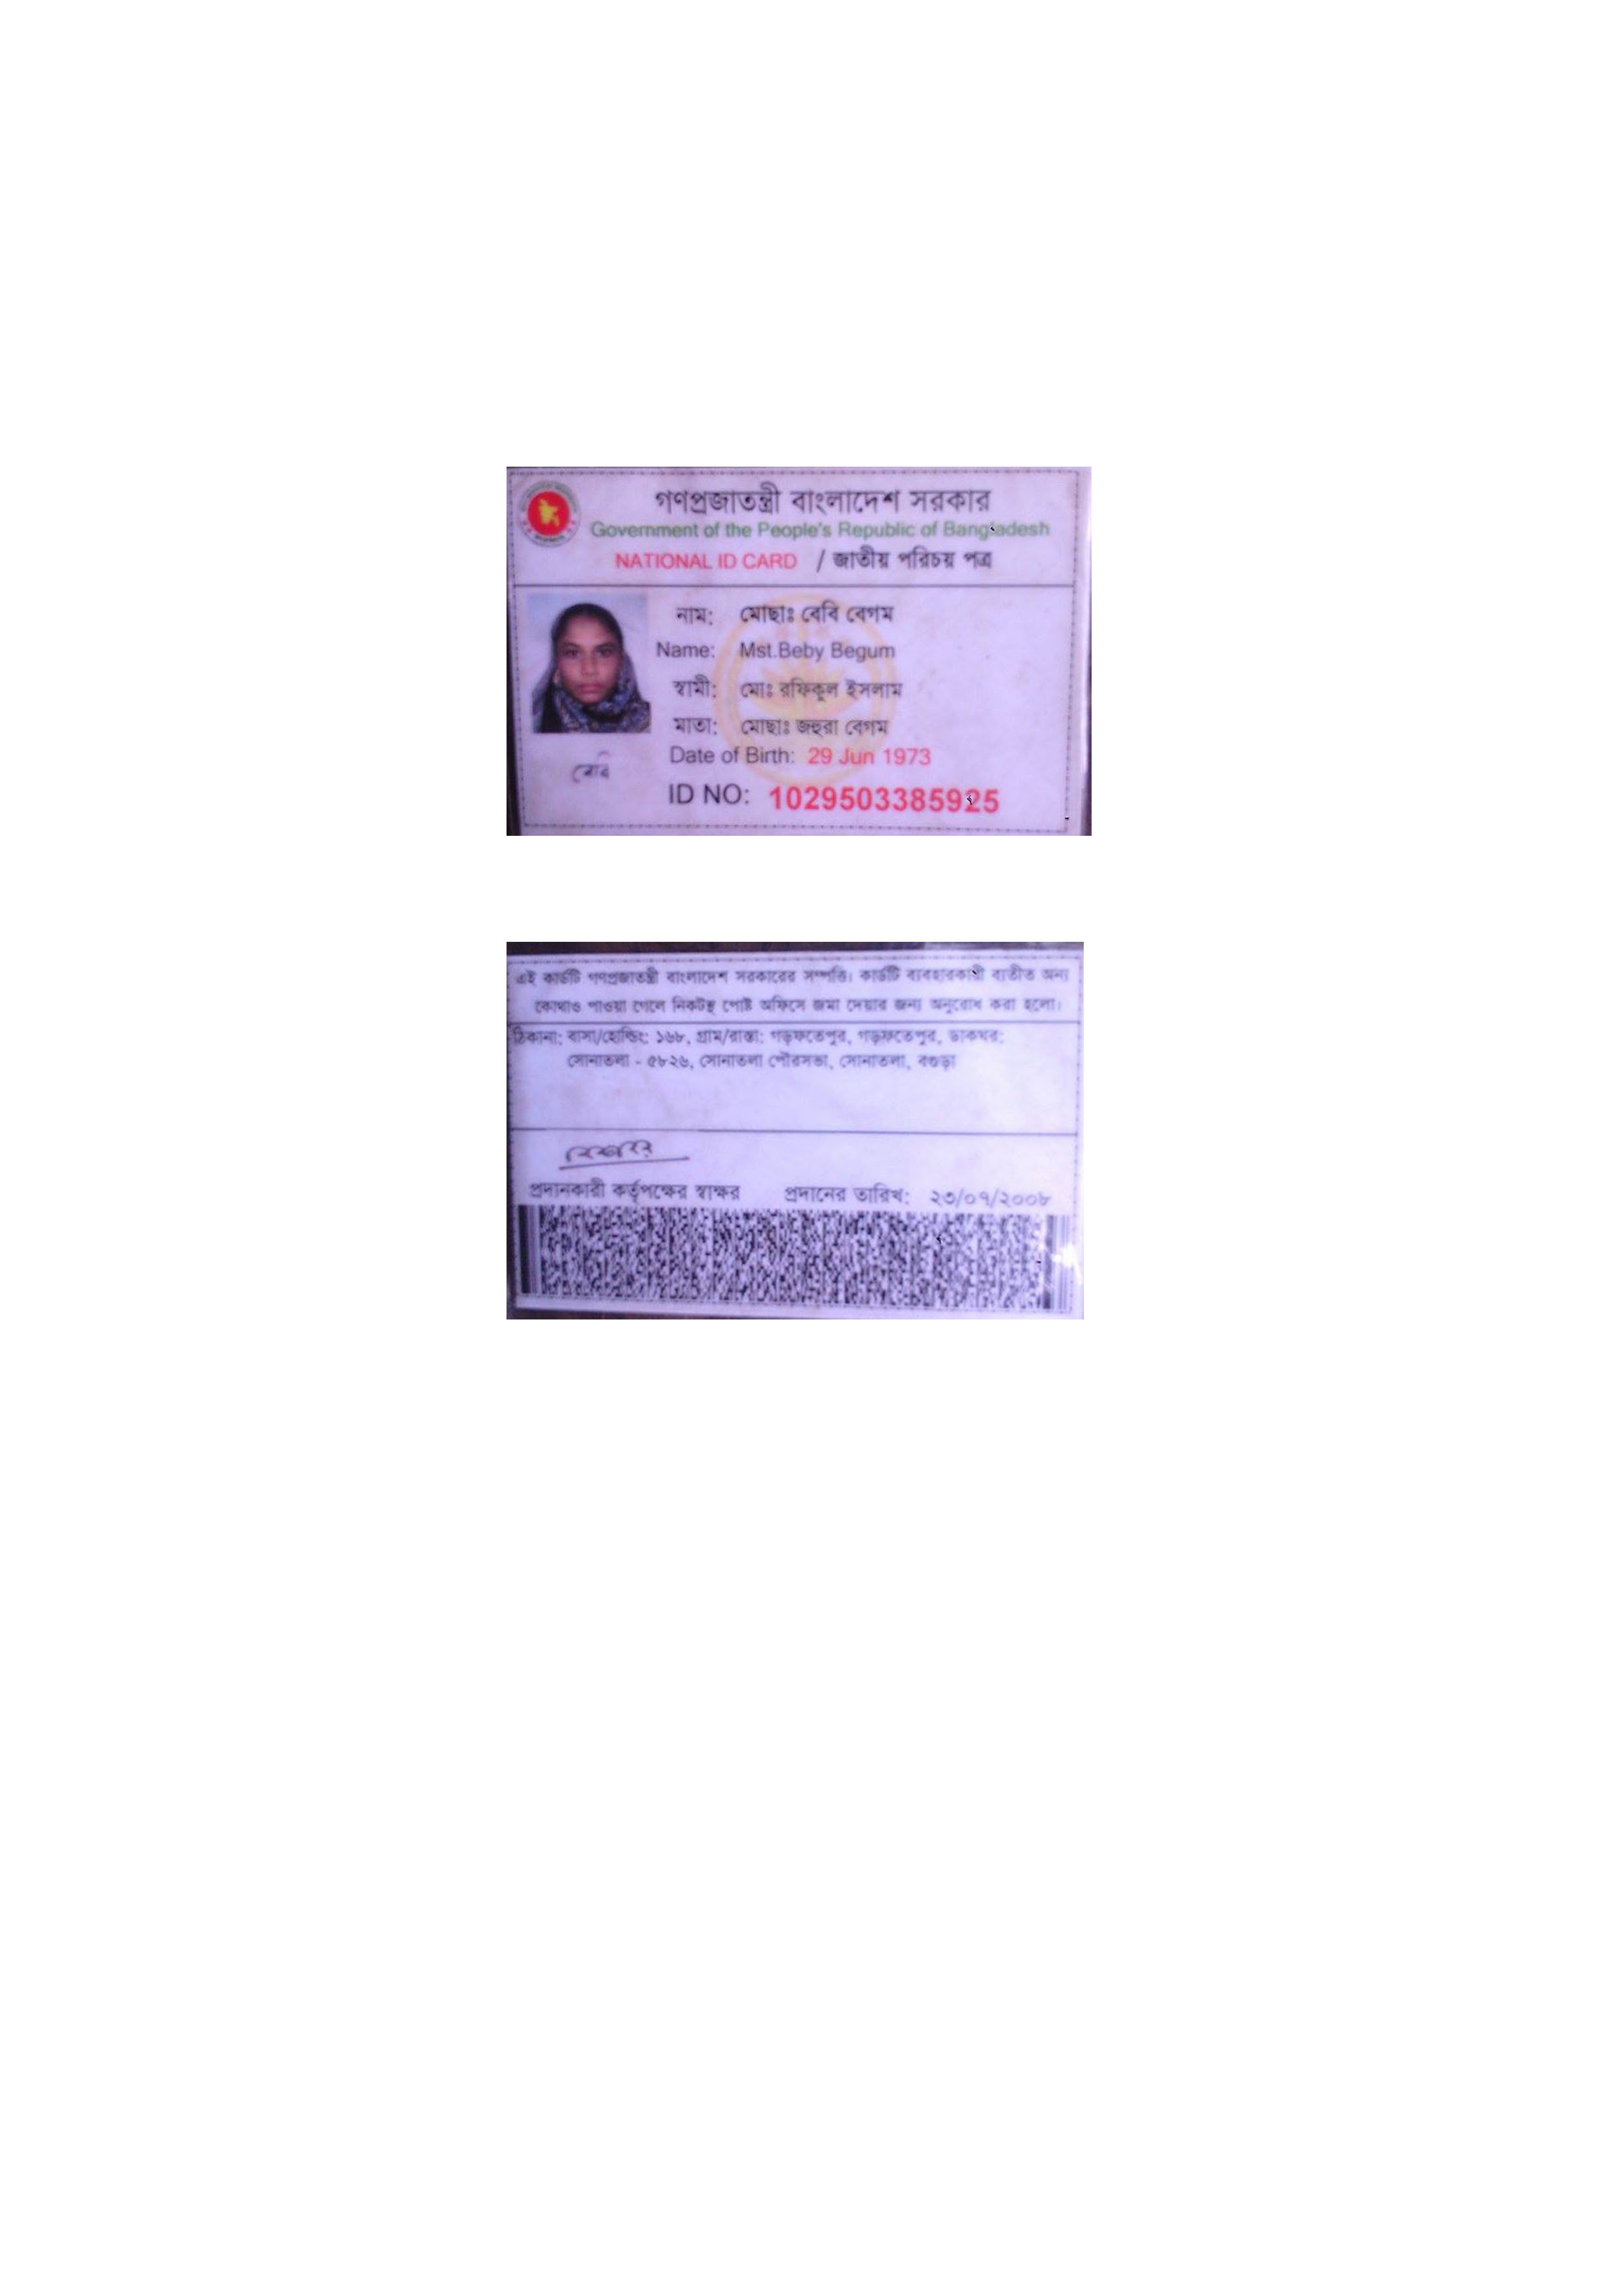 গণপ্রজাতন্ত্রী বাংলাদেশ সরকার
Government of the People's Republic of Bangladesh
NATIONAL ID CARD / জাতীয় পরিচয় পত্র
নাম: মোছাঃ বেবি বেগম
Name: Mst.Beby Begum
স্বামী: মোঃ রফিকুল ইসলাম
মাতা: মোছাঃ জহুরা বেগম
Date of Birth: 29 Jun 1973
বেবি
ID NO: 1029503385925
এই কার্ডটি গণপ্রজাতন্ত্রী বাংলাদেশ সরকারের সম্পত্তি। কার্ডটি ব্যবহারকারী ব্যতীত অন্য
কোথাও পাওয়া গেলে নিকটস্থ পোষ্ট অফিসে জমা দেয়ার জন্য অনুরোধ করা হলো।
ঠিকানা: বাসা/হোল্ডিং: ১৬৮, গ্রাম/রাস্তা: গড়ফতেপুর, গড়ফতেপুর, ডাকঘর:
সোনাতলা - ৫৮২৬, সোনাতলা পৌরসভা, সোনাতলা, বগুড়া
প্রদানকারী কর্তৃপক্ষের স্বাক্ষর প্রদানের তারিখ: ২৩/০৭/২০০৮